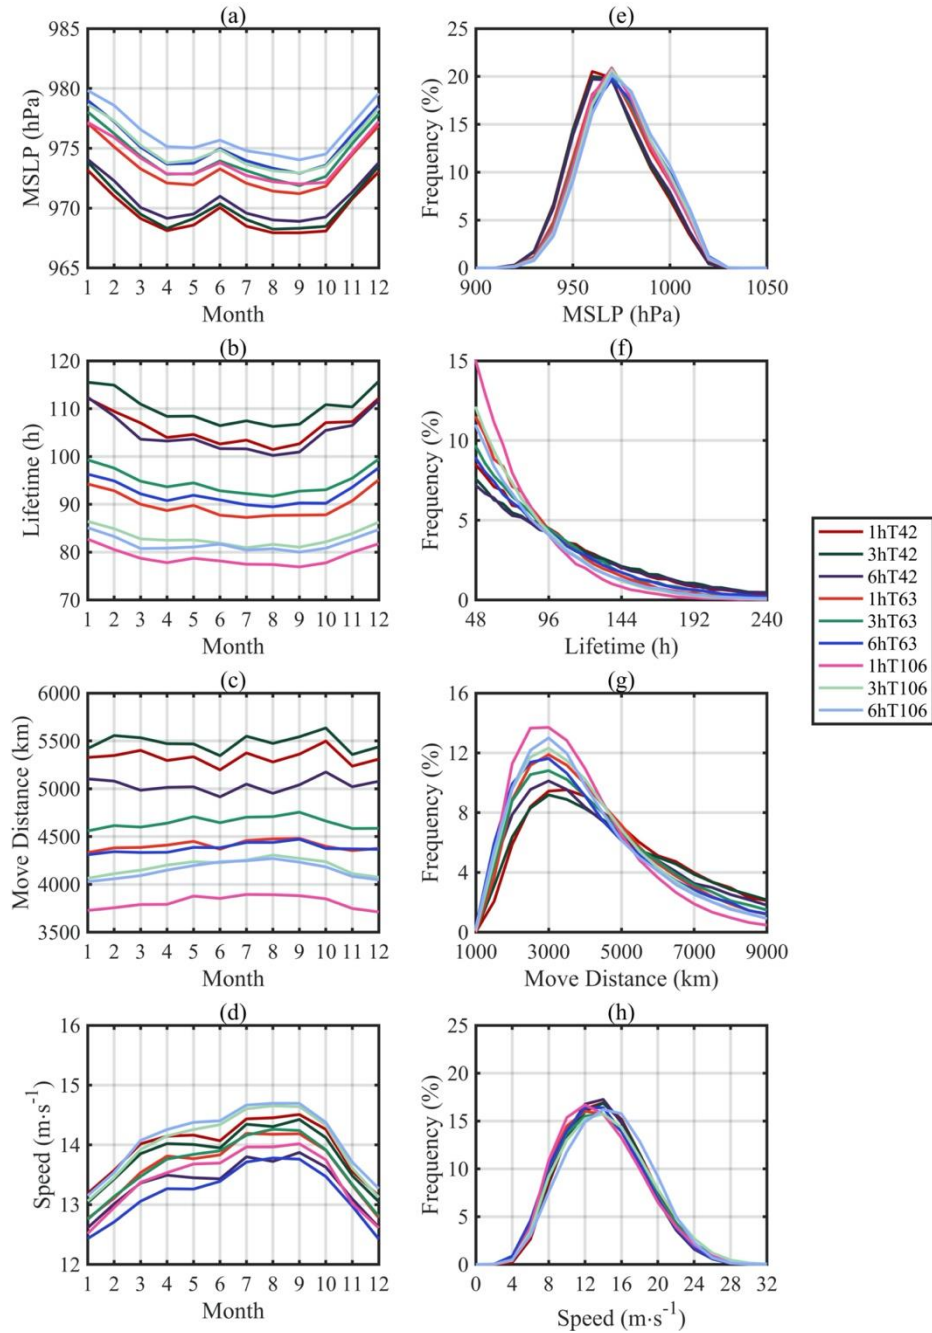 (a)
985
980
975
970
965
MSLP (hPa)
1 2 3 4 5 6 7 8 9 10 11 12
Month
(e)
25
20
15
10
5
0
Frequency (%)
900 950 1000 1050
MSLP (hPa)
(b)
120
110
100
90
80
70
Lifetime (h)
1 2 3 4 5 6 7 8 9 10 11 12
Month
(f)
15
10
5
0
Frequency (%)
48 96 144 192 240
Lifetime (h)
1hT42
3hT42
6hT42
1hT63
3hT63
6hT63
1hT106
3hT106
6hT106
(c)
6000
5500
5000
4500
4000
3500
Move Distance (km)
1 2 3 4 5 6 7 8 9 10 11 12
Month
(g)
16
12
8
4
0
Frequency (%)
1000 3000 5000 7000 9000
Move Distance (km)
(d)
16
15
14
13
12
Speed (m·s⁻¹)
1 2 3 4 5 6 7 8 9 10 11 12
Month
(h)
25
20
15
10
5
0
Frequency (%)
0 4 8 12 16 20 24 28 32
Speed (m·s⁻¹)